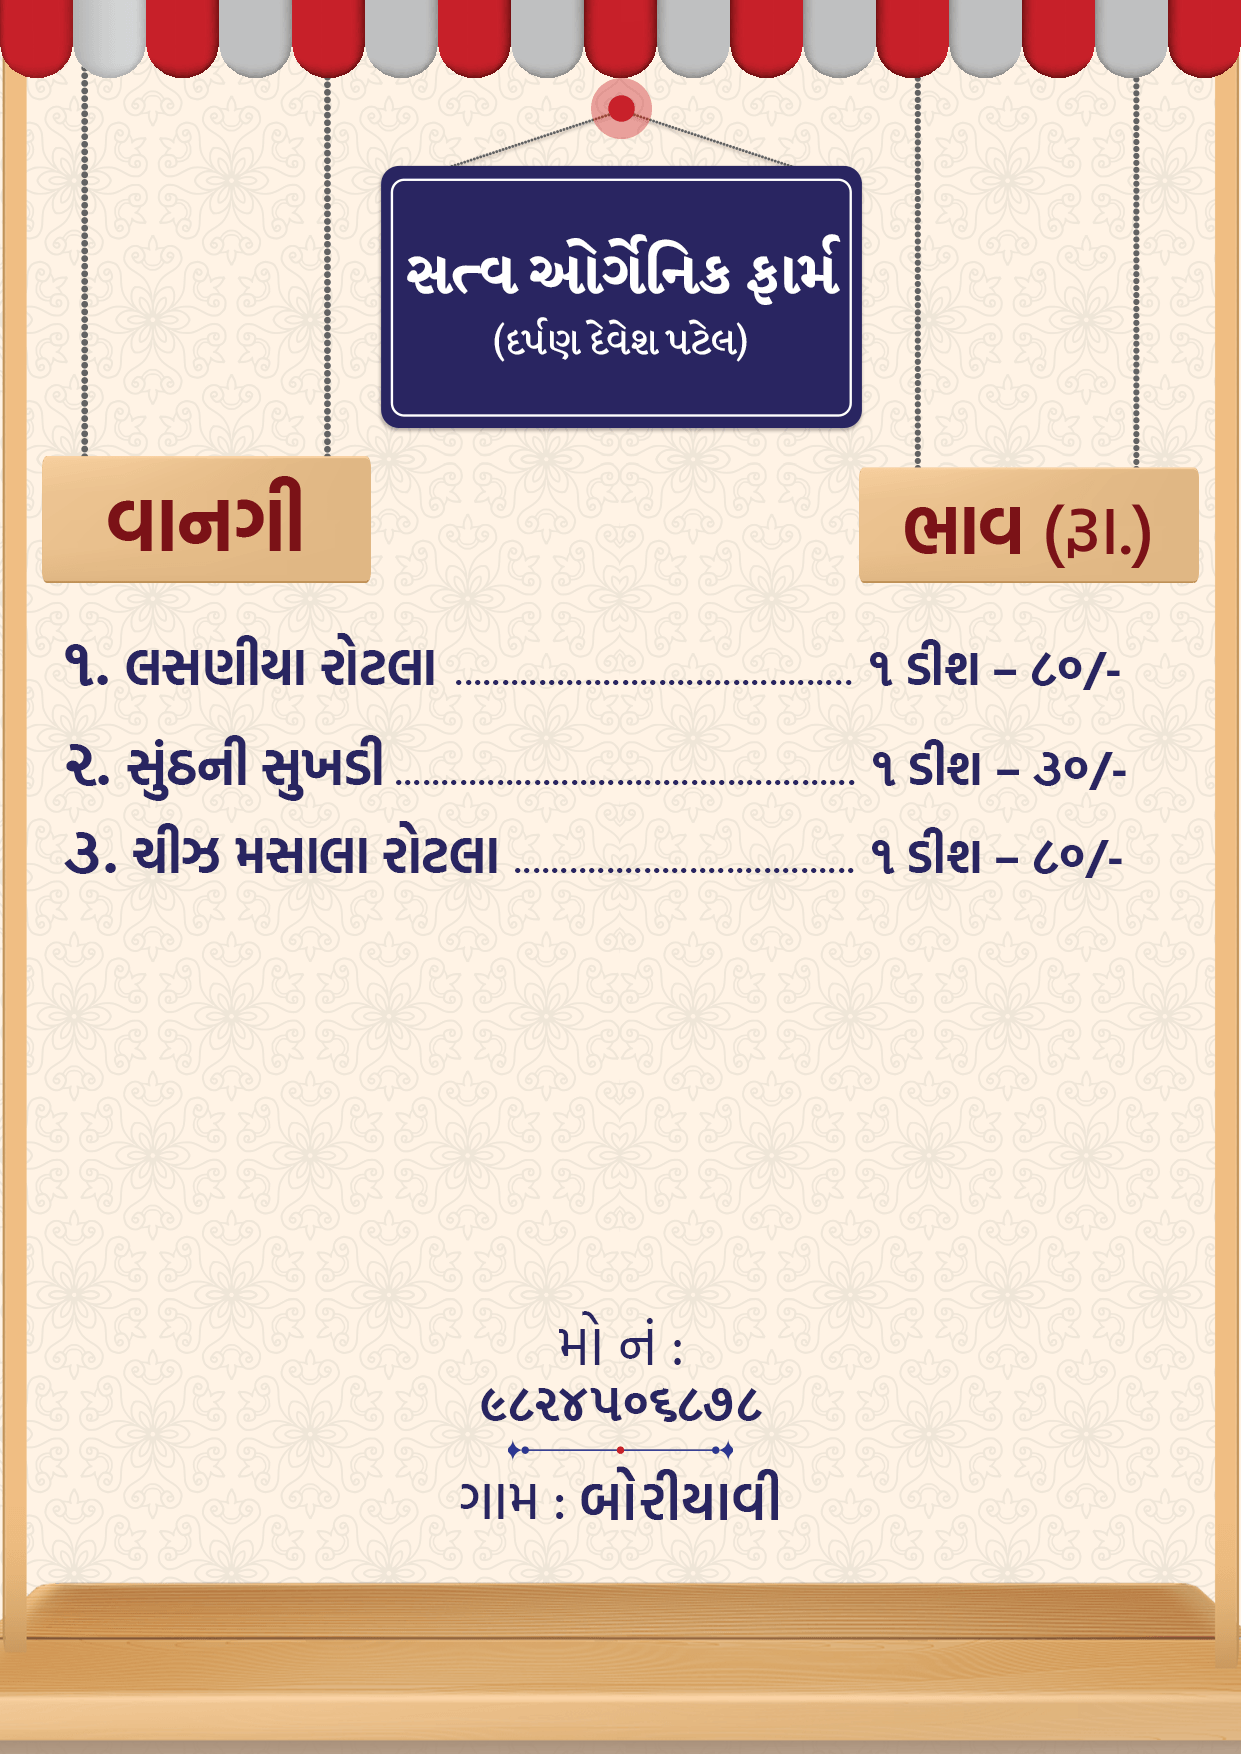 સત્વ ઓર્ગેનિક ફાર્મ
(દર્પણ દેવેશ પટેલ)
વાનગી ભાવ (રૂા.)
૧. લસણીયા રોટલા ........................................... ૧ ડીશ – ૮૦/-
૨. સુંઠની સુખડી .................................................. ૧ ડીશ – ૩૦/-
૩. ચીઝ મસાલા રોટલા ..................................... ૧ ડીશ – ૮૦/-
મો નં :
૯૮૨૪૫૦૬૮૭૮
ગામ : બોરીયાવી